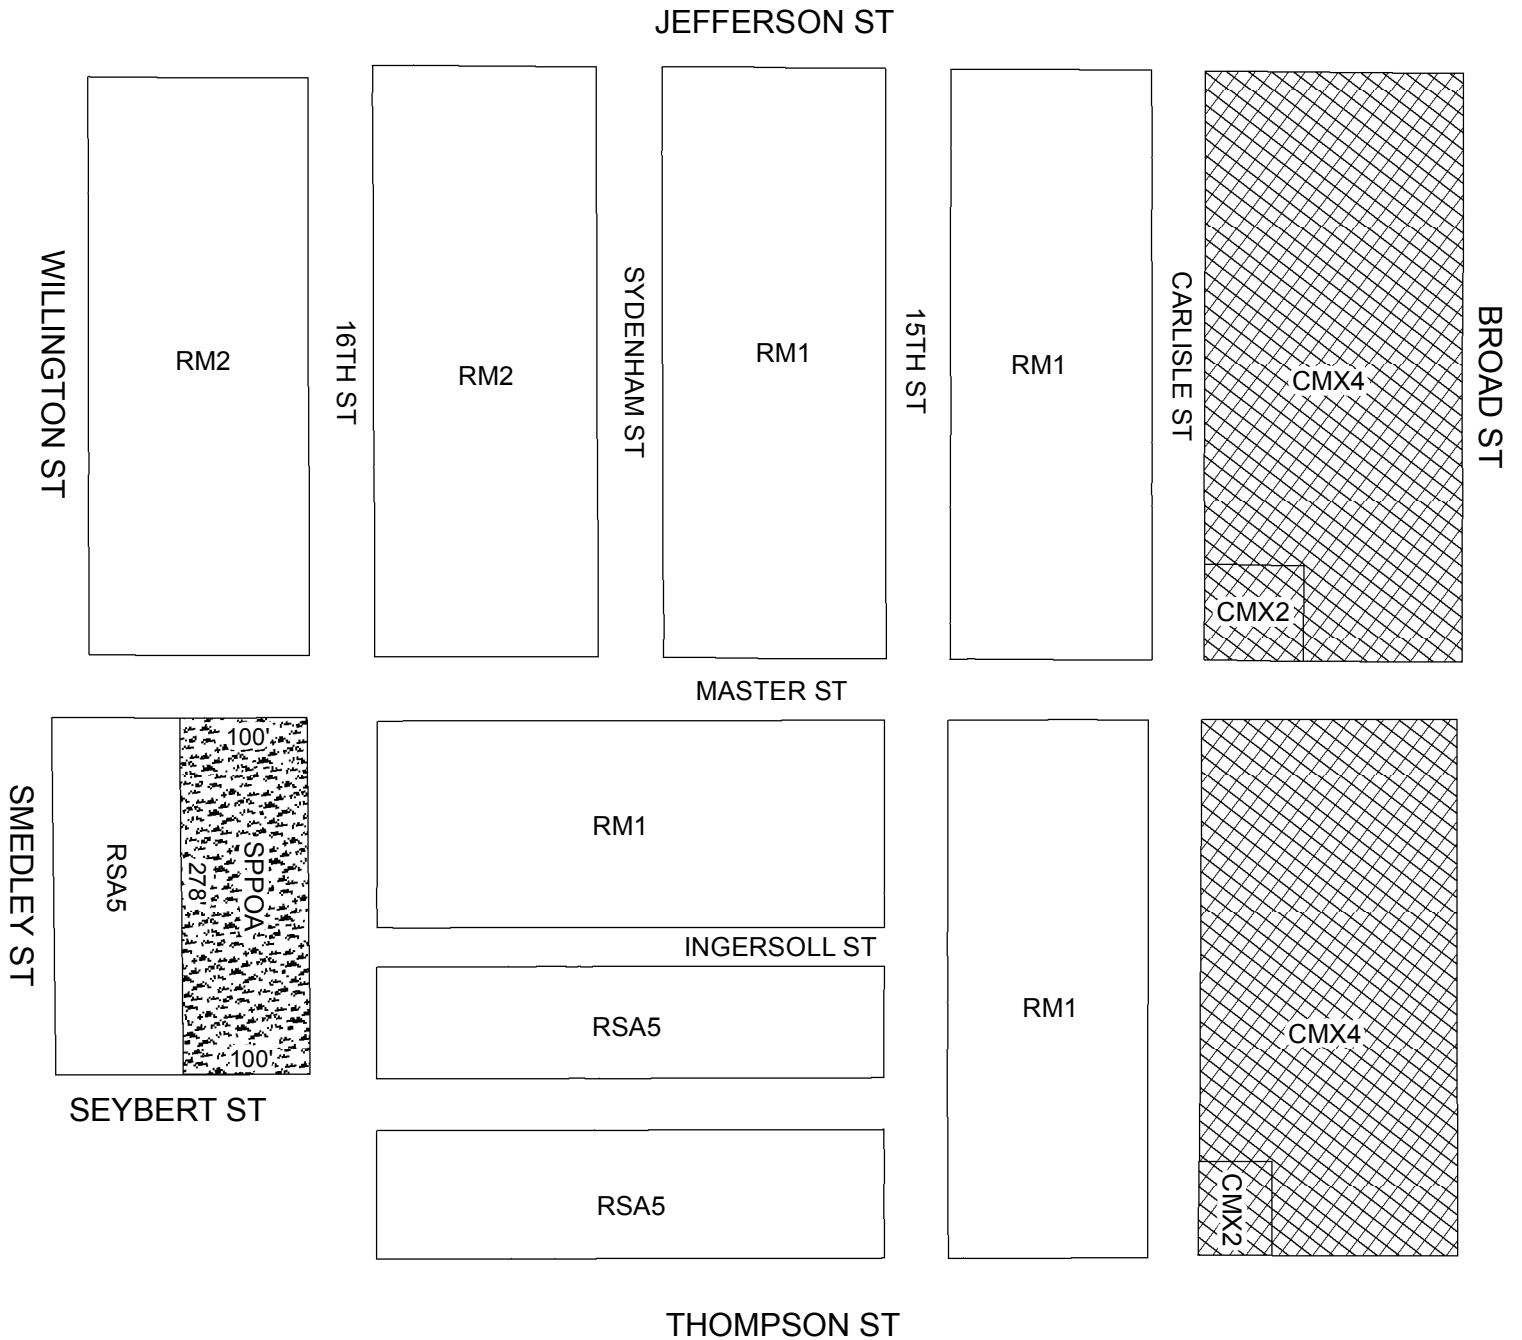 JEFFERSON ST
WILLINGTON ST
RM2
16TH ST
RM2
SYDENHAM ST
RM1
15TH ST
RM1
CARLISLE ST
CMX4
BROAD ST
CMX2
MASTER ST
SMEDLEY ST
RSA5
100'
278'
SPPOA
100'
RM1
INGERSOLL ST
RSA5
RM1
CMX4
SEYBERT ST
RSA5
CMX2
THOMPSON ST